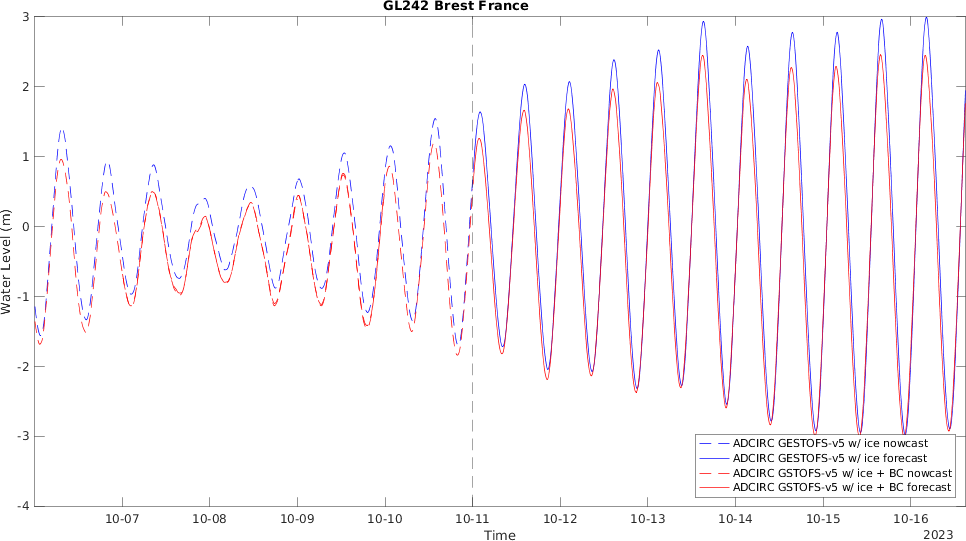 GL242 Brest France
3
2
1
0
-1
-2
-3
-4
Water Level (m)
10-07
10-08
10-09
10-10
10-11
10-12
10-13
10-14
10-15
10-16
Time
2023
ADCIRC GESTOFS-v5 w/ ice nowcast
ADCIRC GESTOFS-v5 w/ ice forecast
ADCIRC GSTOFS-v5 w/ ice + BC nowcast
ADCIRC GSTOFS-v5 w/ ice + BC forecast